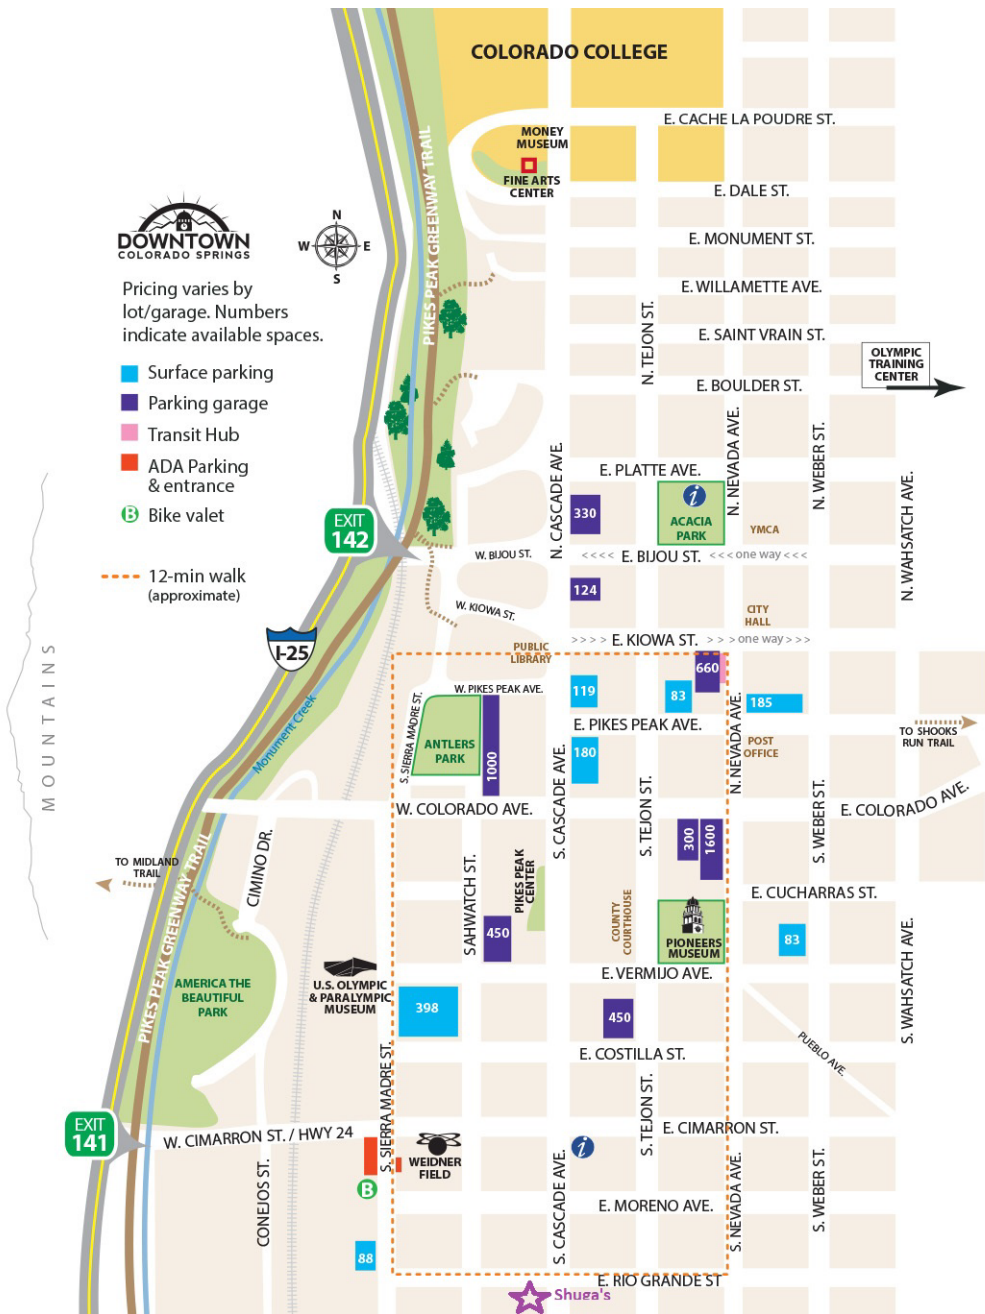 COLORADO COLLEGE
E. CACHE LA POUDRE ST.
MONEY
MUSEUM
FINE ARTS
CENTER
E. DALE ST.
PIKES PEAK GREENWAY TRAIL
DOWNTOWN
COLORADO SPRINGS
N
W
E
S
E. MONUMENT ST.
Pricing varies by
lot/garage. Numbers
indicate available spaces.
E. WILLAMETTE AVE.
N. TEJON ST.
E. SAINT VRAIN ST.
OLYMPIC
TRAINING
CENTER
Surface parking
Parking garage
Transit Hub
ADA Parking
& entrance
B Bike valet
E. BOULDER ST.
N. CASCADE AVE.
N. NEVADA AVE.
N. WEBER ST.
N. WAHSATCH AVE.
E. PLATTE AVE.
i
ACACIA
PARK
330
YMCA
EXIT
142
W. BIJOU ST.
<<<<
E. BIJOU ST.
<<< one way <<<
12-min walk
(approximate)
124
W. KIOWA ST.
CITY
HALL
>>>>
E. KIOWA ST.
>>> one way >>>
I-25
PUBLIC
LIBRARY
MOUNTAINS
Monument Creek
660
119
83
185
W. PIKES PEAK AVE.
S. SIERRA MADRE ST.
ANTLERS
PARK
1000
E. PIKES PEAK AVE.
N. NEVADA AVE.
TO SHOOKS
RUN TRAIL
POST
OFFICE
180
W. COLORADO AVE.
S. CASCADE AVE.
S. TEJON ST.
S. WEBER ST.
E. COLORADO AVE.
300
1600
CIMINO DR.
TO MIDLAND
TRAIL
PIKES PEAK GREENWAY TRAIL
SAHWATCH ST.
PIKES PEAK
CENTER
E. CUCHARRAS ST.
450
COUNTY
COURTHOUSE
PIONEERS
MUSEUM
83
S. WAHSATCH AVE.
E. VERMIJO AVE.
AMERICA THE
BEAUTIFUL
PARK
U.S. OLYMPIC
& PARALYMPIC
MUSEUM
398
450
PUEBLO AVE.
E. COSTILLA ST.
S. SIERRA MADRE ST.
S. TEJON ST.
EXIT
141
W. CIMARRON ST. / HWY 24
E. CIMARRON ST.
WEIDNER
FIELD
i
B
CONEJOS ST.
S. CASCADE AVE.
S. NEVADA AVE.
S. WEBER ST.
E. MORENO AVE.
88
E. RIO GRANDE ST
Shuga's